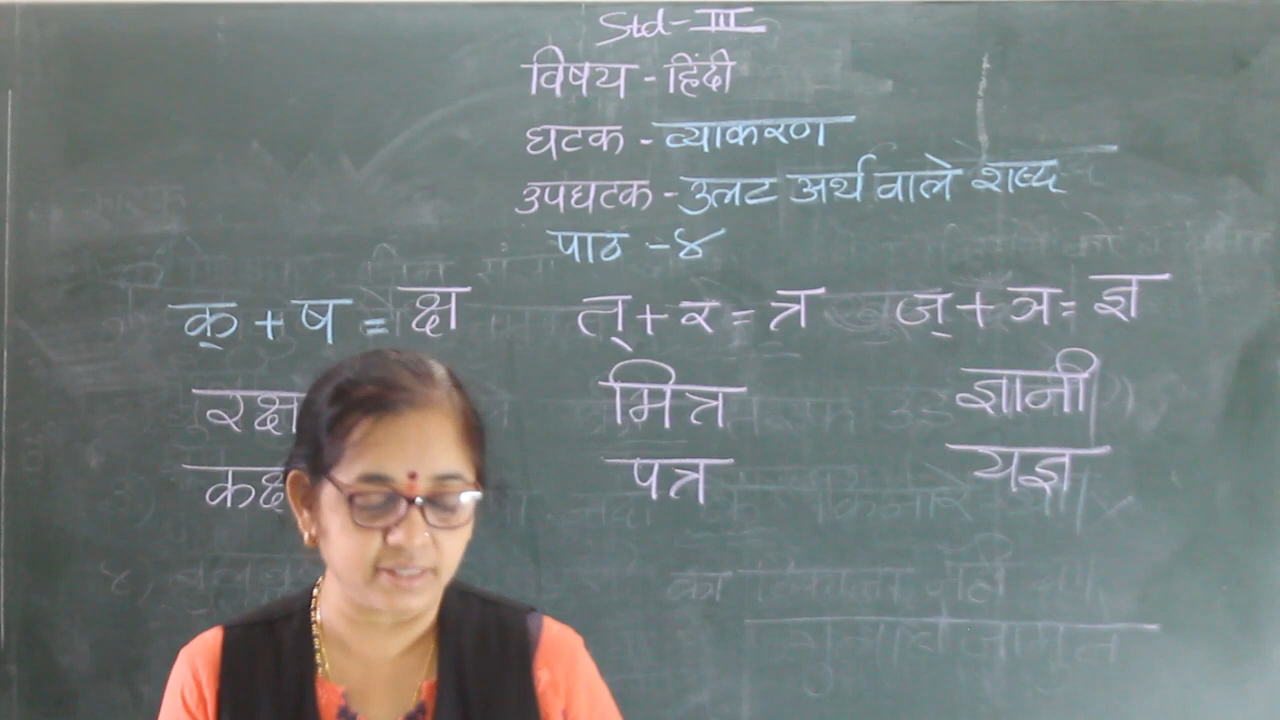 Std - III
विषय - हिंदी
घटक - व्याकरण
उपघटक - उलट अर्थ वाले शब्द
पाठ - ४
क् + ष = क्ष त् + र = त्र ज् + ञ = ज्ञ
मित्र ज्ञानी
पत्र यज्ञ